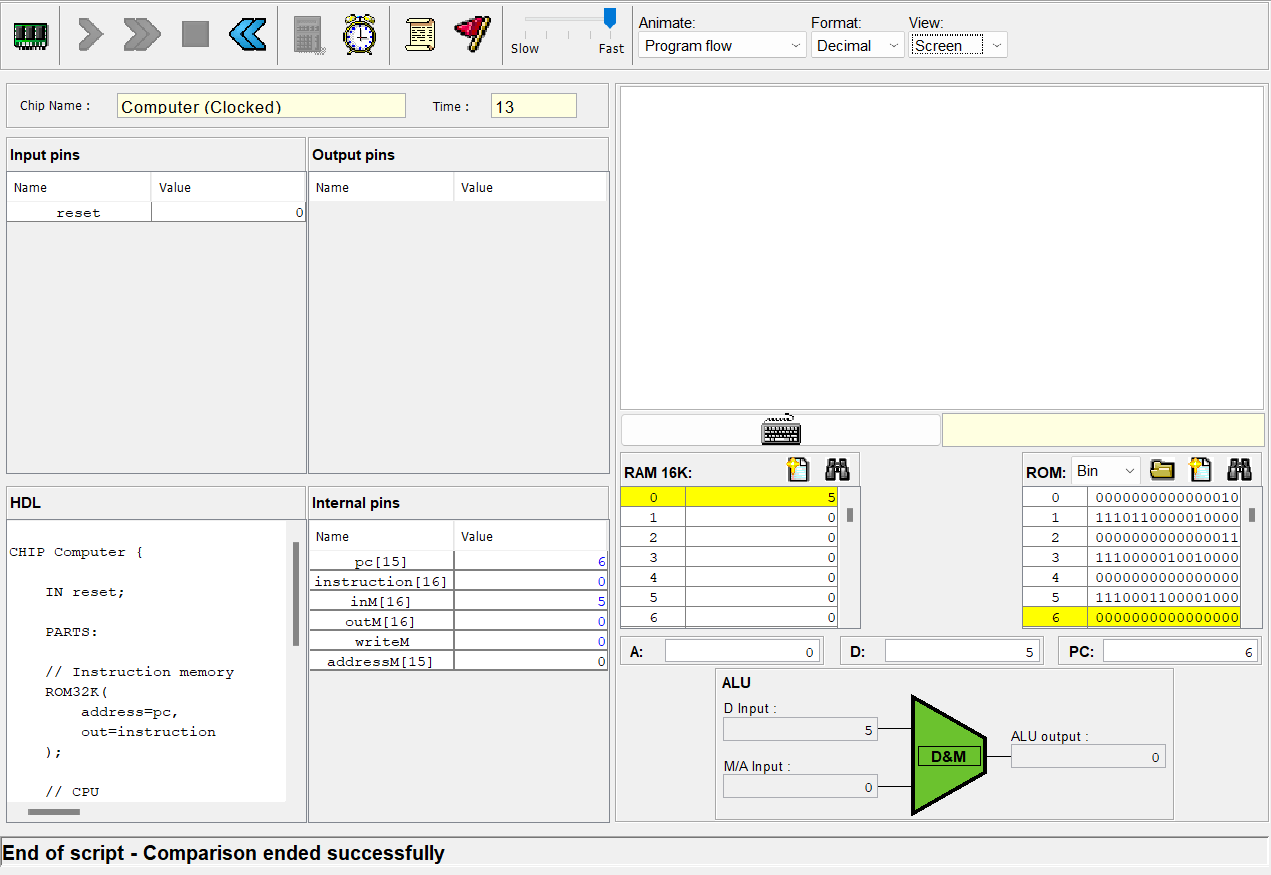 Slow
Fast
Animate:
Program flow
Format:
Decimal
View:
Screen
Chip Name :
Computer (Clocked)
Time :
13
Input pins
Name Value
reset 0
Output pins
Name Value
HDL
CHIP Computer {
IN reset;
PARTS:
// Instruction memory
ROM32K(
address=pc,
out=instruction
);
// CPU
Internal pins
Name Value
pc[15] 6
instruction[16] 0
inM[16] 5
outM[16] 0
writeM 0
addressM[15] 0
RAM 16K:
0 5
1 0
2 0
3 0
4 0
5 0
6 0
ROM: Bin
0 0000000000000010
1 1110110000010000
2 0000000000000011
3 1110000010010000
4 0000000000000000
5 1110001100001000
6 0000000000000000
A: 0
D: 5
PC: 6
ALU
D Input :
5
M/A Input :
0
D&M
ALU output :
0
End of script - Comparison ended successfully